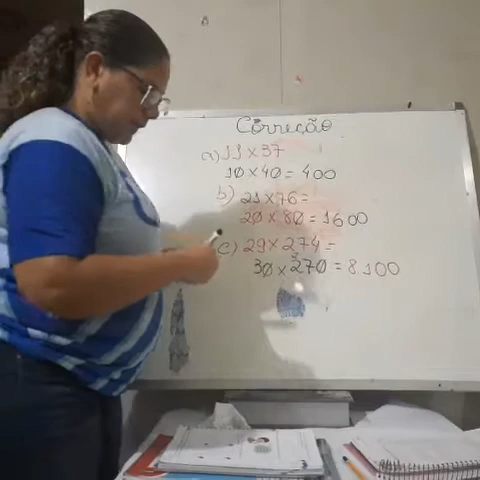 Correção
a) 11 x 37
10 x 40 = 400
b) 21 x 76 =
20 x 80 = 1600
c) 29 x 274 =
30 x 270 = 8100